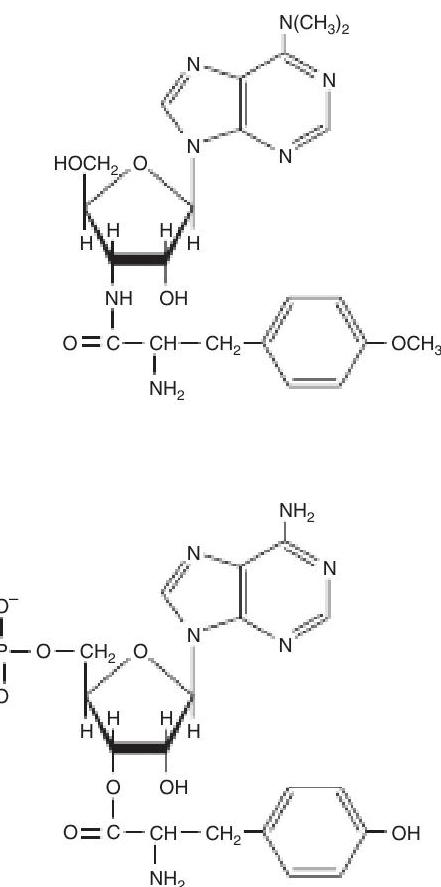 N(CH₃)₂
N
N
N
N
HOCH₂ O
H H H H
NH OH
O=C—CH—CH₂ OCH₃
NH₂
NH₂
N
N
O⁻
N
N
P—O—CH₂ O
O
H H H H
O OH
O=C—CH—CH₂ OH
NH₂